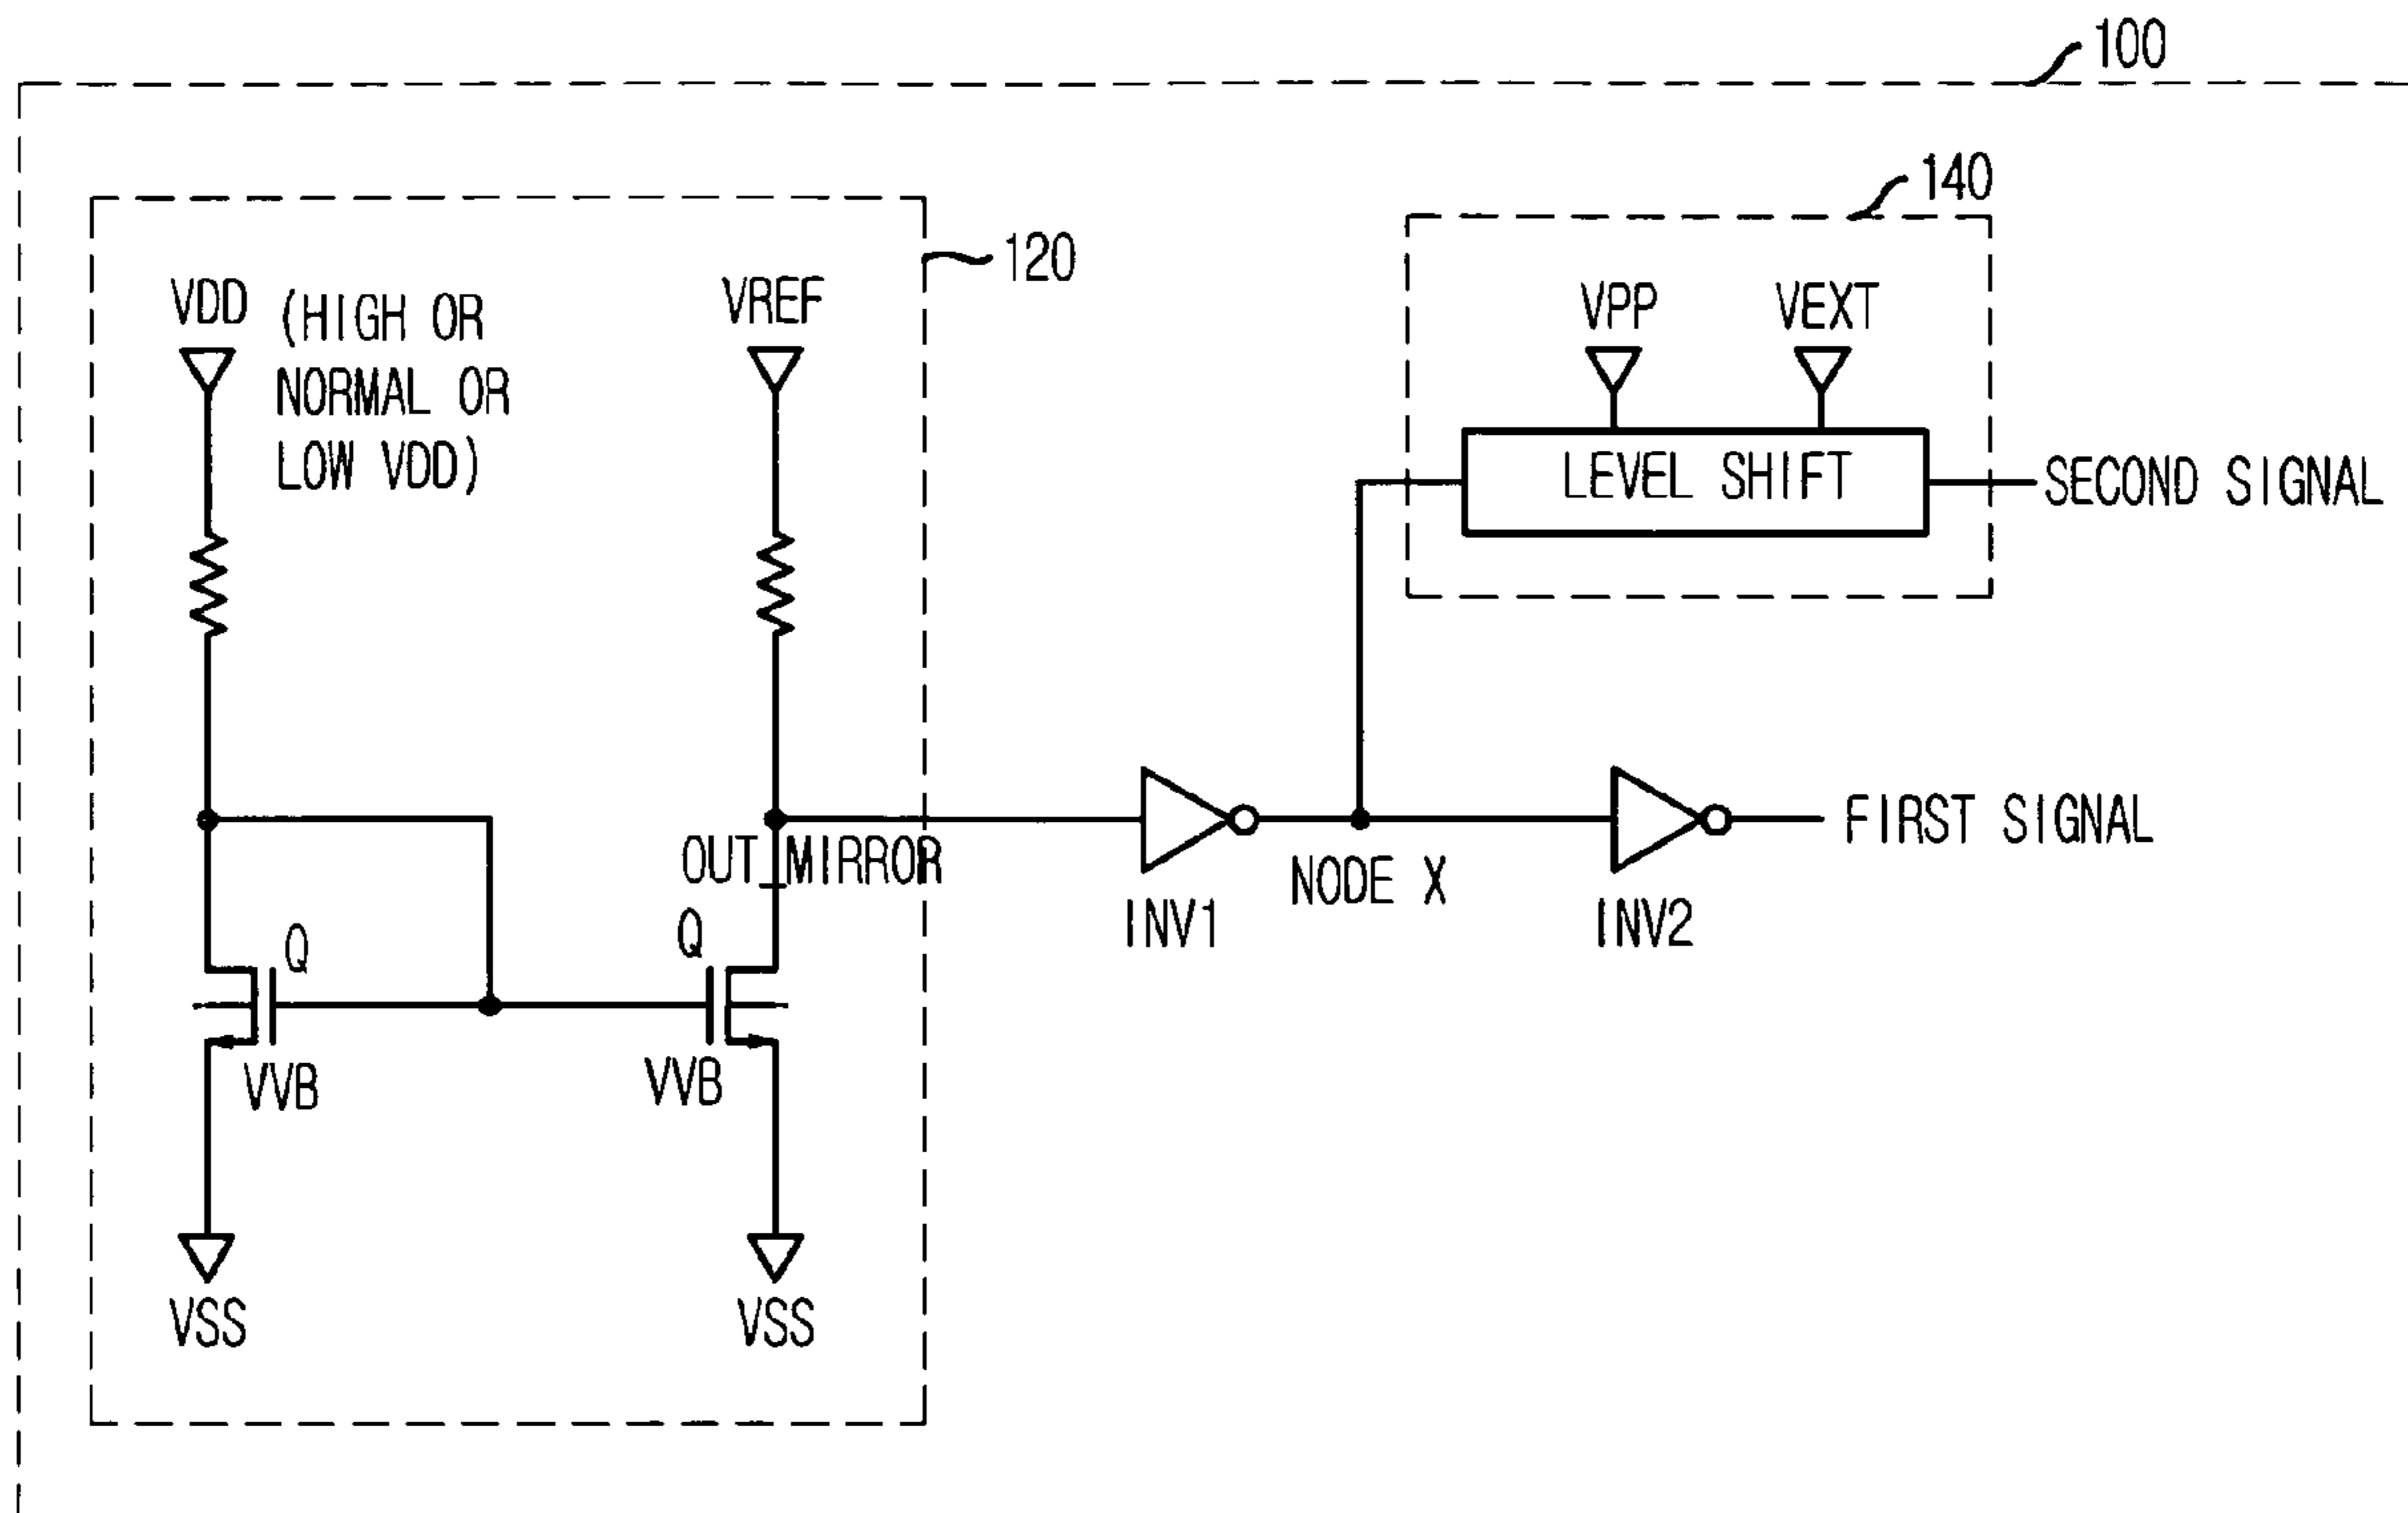 100
140
120
VDD (HIGH OR
NORMAL OR
LOW VDD)
VREF
VPP VEXT
LEVEL SHIFT
SECOND SIGNAL
OUT_MIRROR
FIRST SIGNAL
NODE X
INV1
INV2
Q
Q
VVB
VVB
VSS
VSS